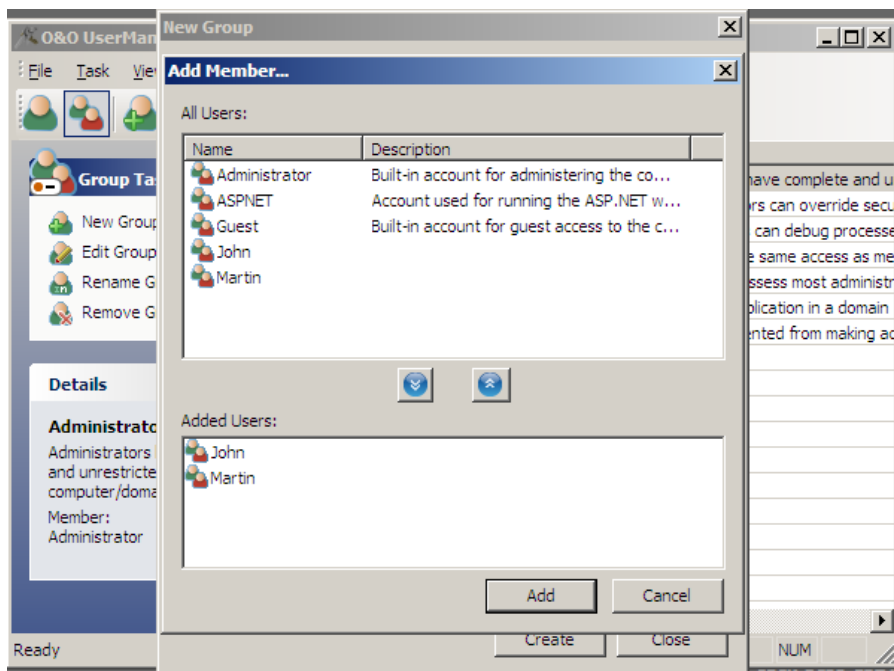 O&O UserMan
New Group
File Task Vie
Add Member...
All Users:
Name Description
Administrator Built-in account for administering the co...
ASPNET Account used for running the ASP.NET w...
Guest Built-in account for guest access to the c...
John
Martin
Group Ta
New Group
Edit Group
Rename G
Remove G
have complete and u
rs can override secu
can debug processe
e same access as me
ssess most administr
plication in a domain
ented from making ac
Details
Administrato
Administrators
and unrestricte
computer/doma
Member:
Administrator
Added Users:
John
Martin
Add Cancel
Create Close
Ready NUM